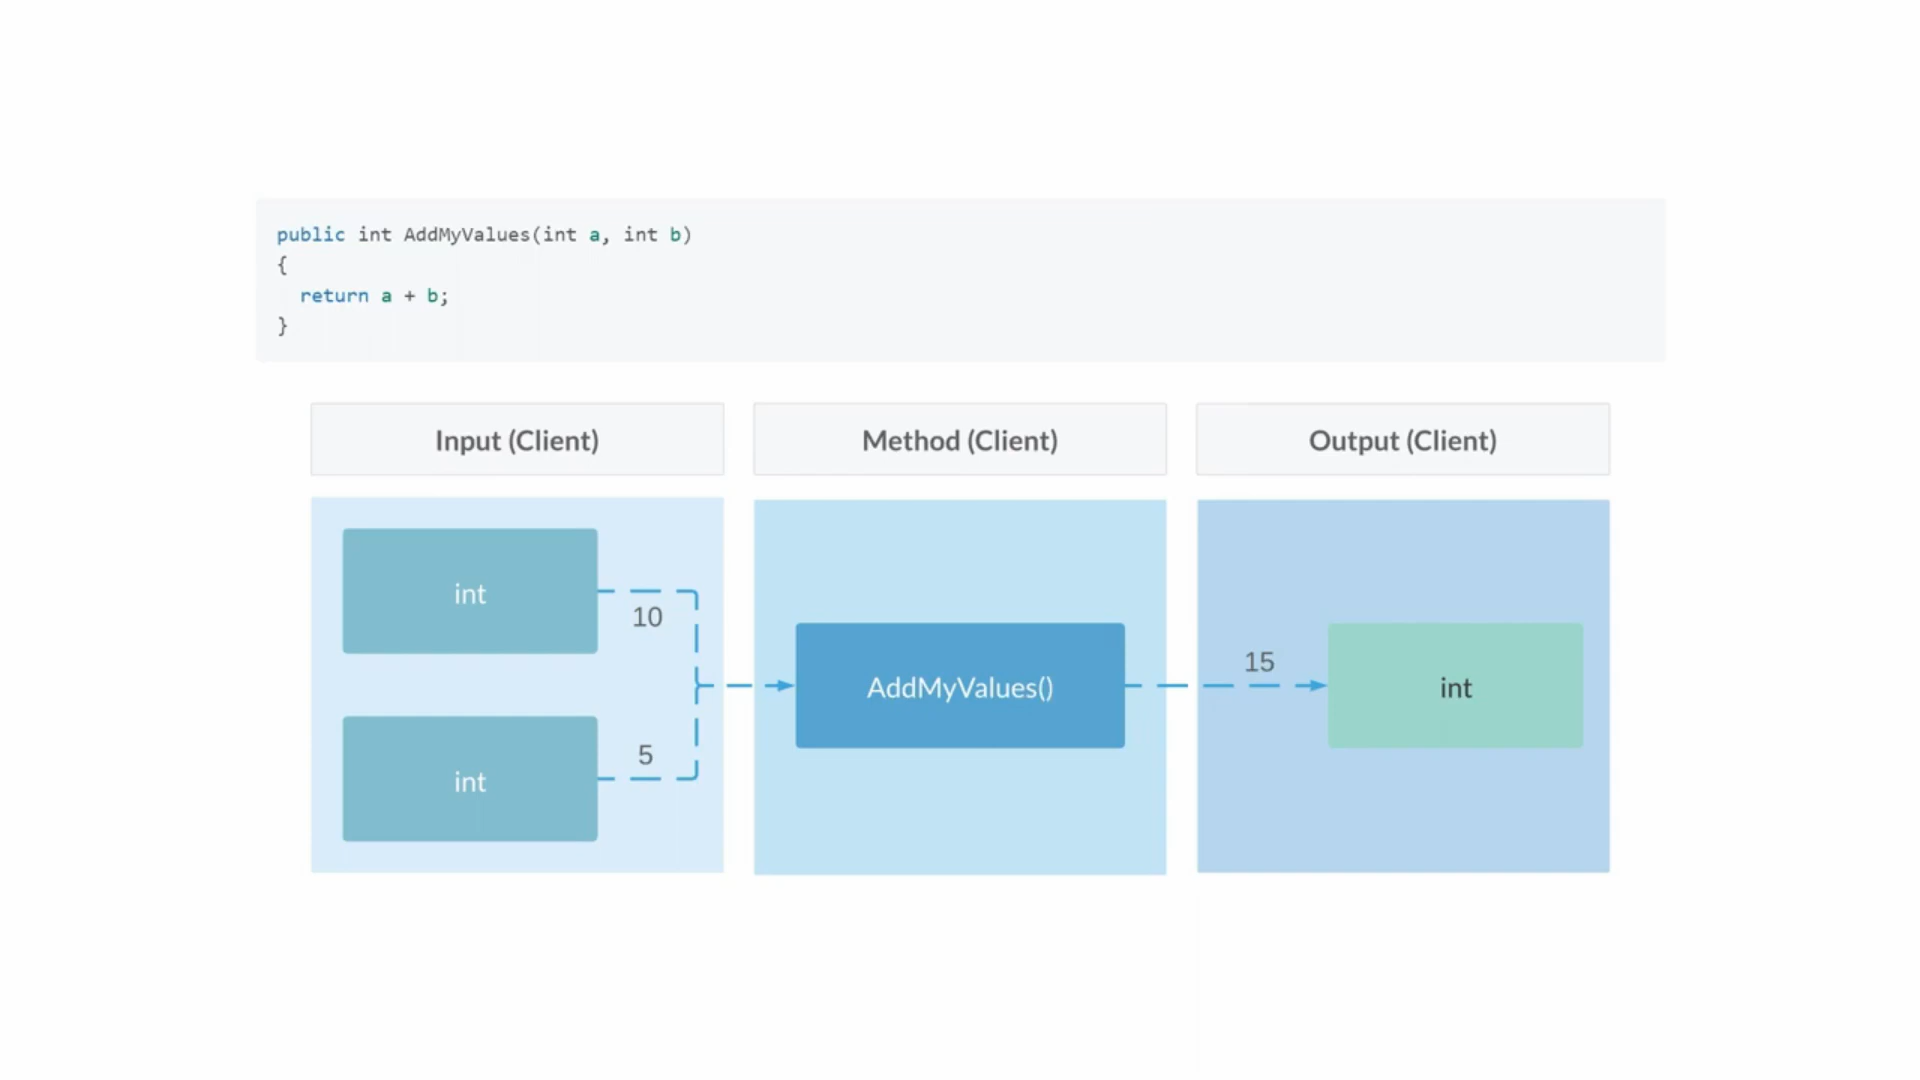 public int AddMyValues(int a, int b)
{
  return a + b;
}
Input (Client)
Method (Client)
Output (Client)
int
10
int
5
AddMyValues()
15
int